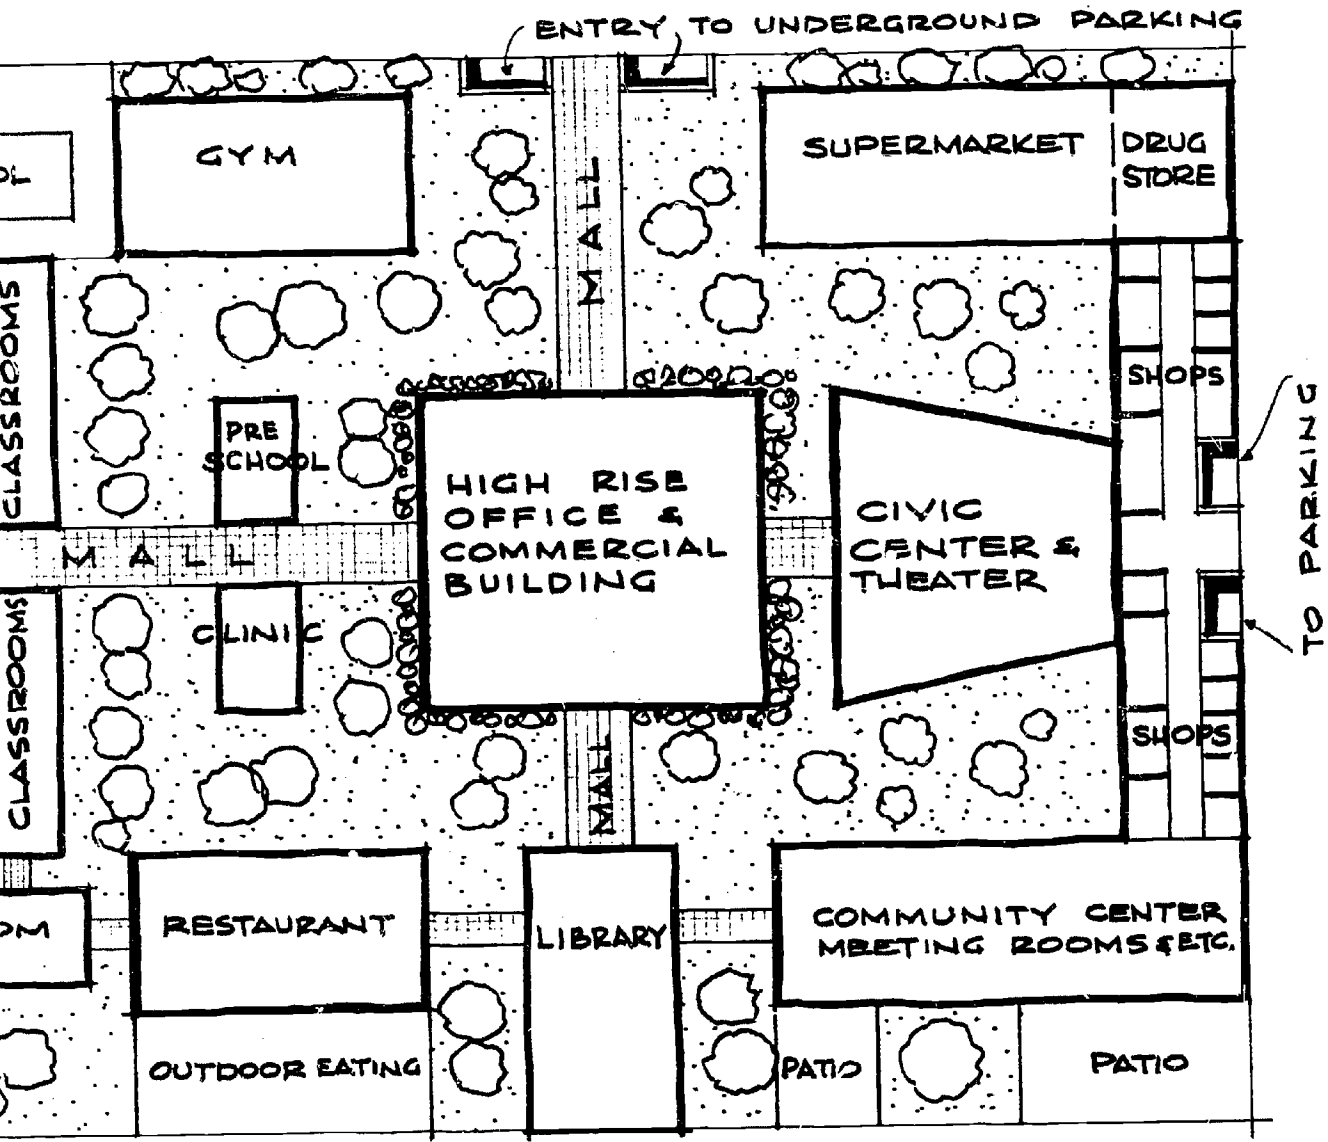 ENTRY TO UNDERGROUND PARKING
GYM
MALL
SUPERMARKET
DRUG
STORE
CLASSROOMS
SHOPS
PRE
SCHOOL
HIGH RISE
OFFICE &
COMMERCIAL
BUILDING
CIVIC
CENTER &
THEATER
TO PARKING
MALL
CLINIC
CLASSROOMS
MALL
SHOPS
RESTAURANT
LIBRARY
COMMUNITY CENTER
MEETING ROOMS & ETC.
OUTDOOR EATING
PATIO
PATIO